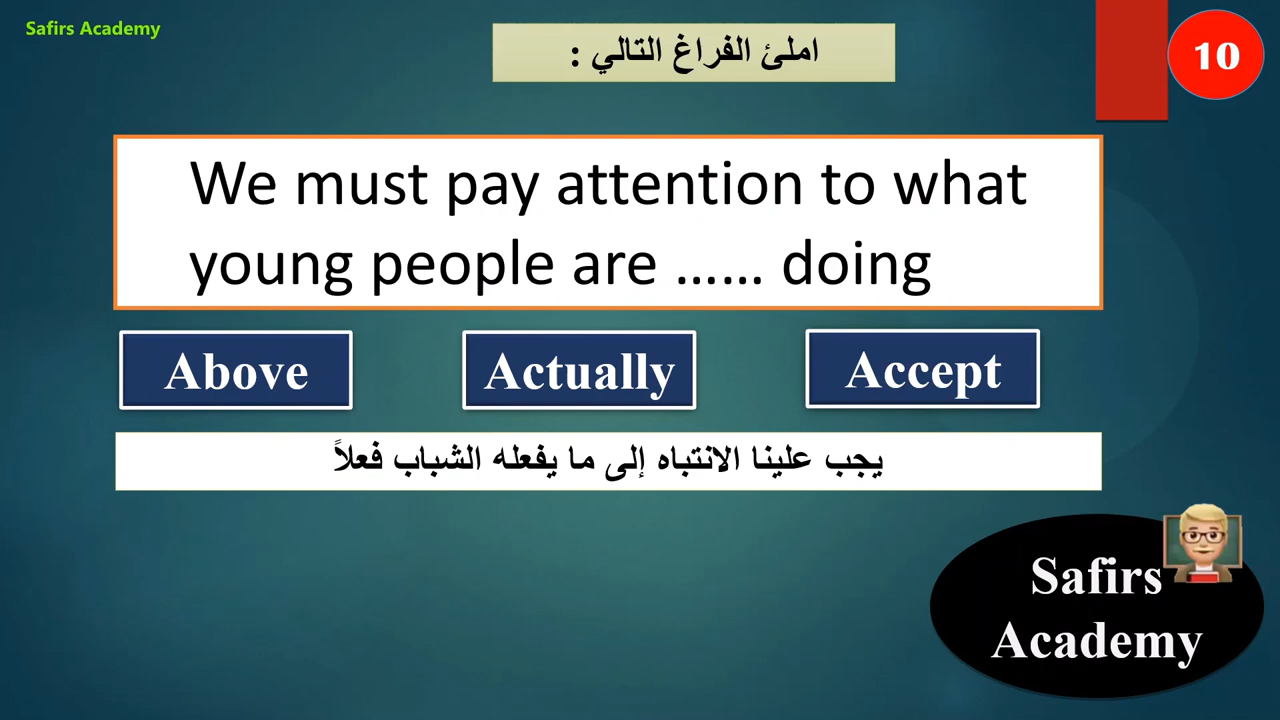 Safirs Academy
املئ الفراغ التالي :
10
We must pay attention to what
young people are ...... doing
Above
Actually
Accept
يجب علينا الانتباه إلى ما يفعله الشباب فعلاً
Safirs
Academy